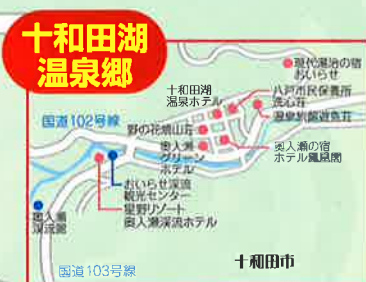 十和田湖
温泉郷
現代湯治の宿
おいらせ
十和田湖
温泉ホテル
八戸市民保養所
洗心荘
国道102号線
温泉旅館遊魚荘
野の花焼山荘
奥入瀬
グリーン
ホテル
奥入瀬の宿
ホテル鳳凰閣
おいらせ渓流
観光センター
星野リゾート
奥入瀬渓流ホテル
奥入瀬
渓流館
十和田市
国道103号線